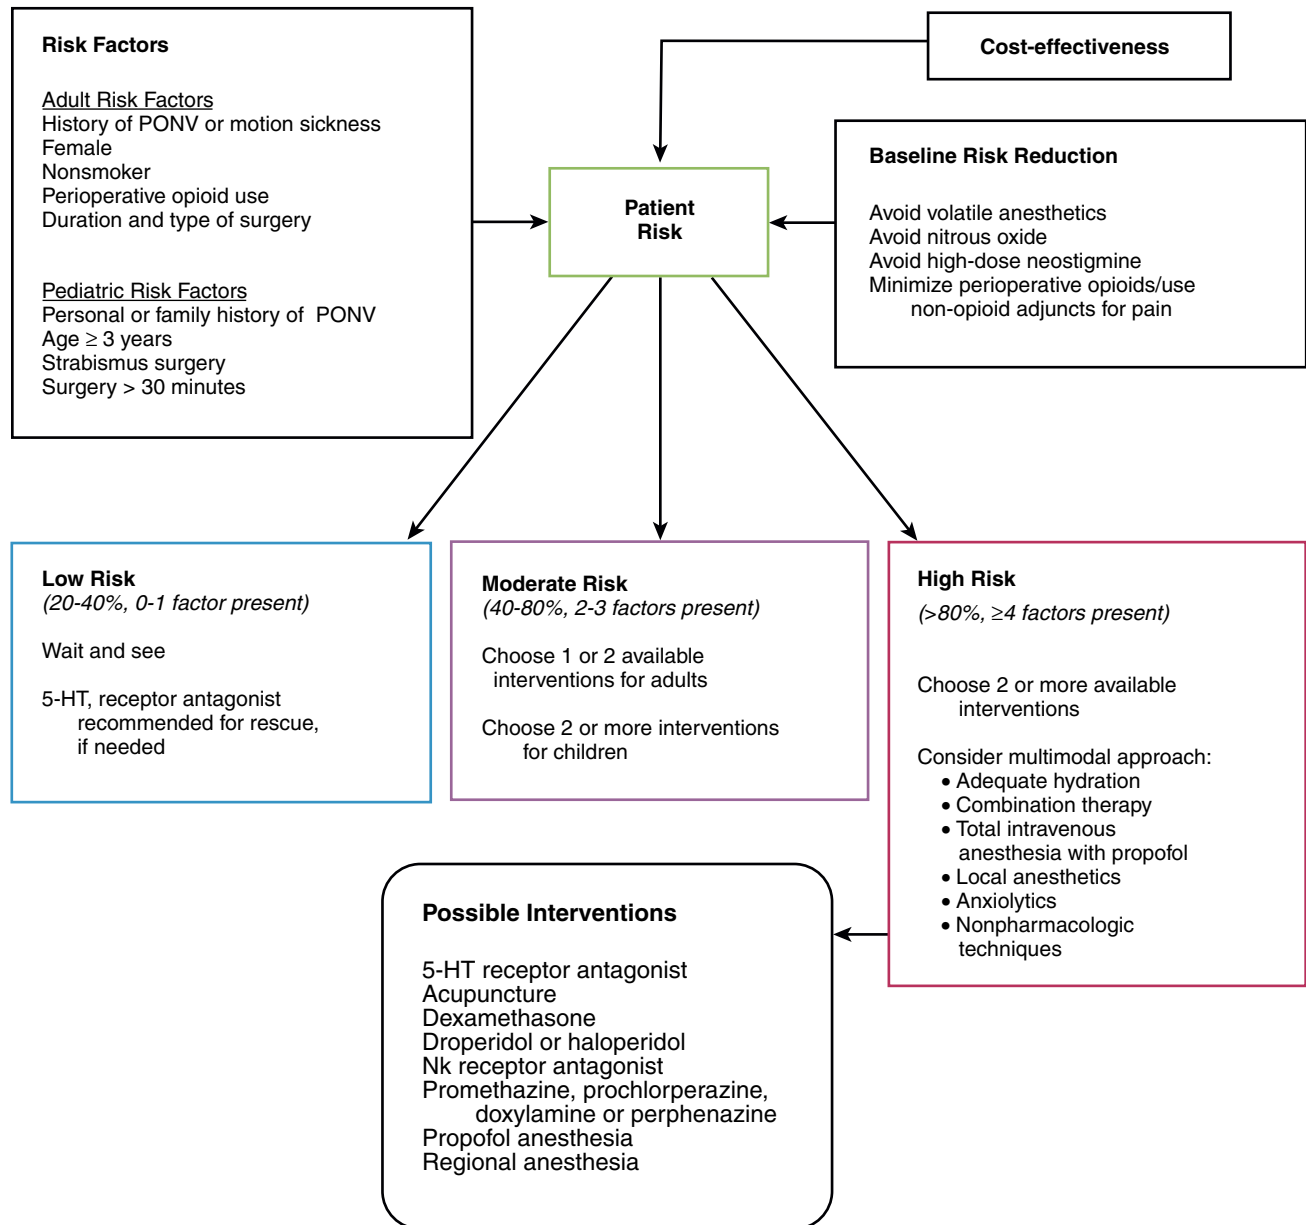 Risk Factors
Adult Risk Factors
History of PONV or motion sickness
Female
Nonsmoker
Perioperative opioid use
Duration and type of surgery
Pediatric Risk Factors
Personal or family history of PONV
Age ≥ 3 years
Strabismus surgery
Surgery > 30 minutes
Cost-effectiveness
Patient
Risk
Baseline Risk Reduction
Avoid volatile anesthetics
Avoid nitrous oxide
Avoid high-dose neostigmine
Minimize perioperative opioids/use
non-opioid adjuncts for pain
Low Risk
(20-40%, 0-1 factor present)
Wait and see
5-HT, receptor antagonist
recommended for rescue,
if needed
Moderate Risk
(40-80%, 2-3 factors present)
Choose 1 or 2 available
interventions for adults
Choose 2 or more interventions
for children
High Risk
(>80%, ≥4 factors present)
Choose 2 or more available
interventions
Consider multimodal approach:
• Adequate hydration
• Combination therapy
• Total intravenous
anesthesia with propofol
• Local anesthetics
• Anxiolytics
• Nonpharmacologic
techniques
Possible Interventions
5-HT receptor antagonist
Acupuncture
Dexamethasone
Droperidol or haloperidol
Nk receptor antagonist
Promethazine, prochlorperazine,
doxylamine or perphenazine
Propofol anesthesia
Regional anesthesia